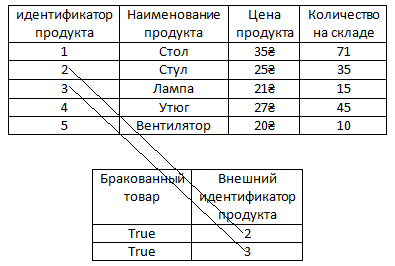 идентификатор Наименование Цена Количество
продукта продукта продукта на складе
1 Стол 35₴ 71
2 Стул 25₴ 35
3 Лампа 21₴ 15
4 Утюг 27₴ 45
5 Вентилятор 20₴ 10
Бракованный Внешний
товар идентификатор
продукта
True 2
True 3